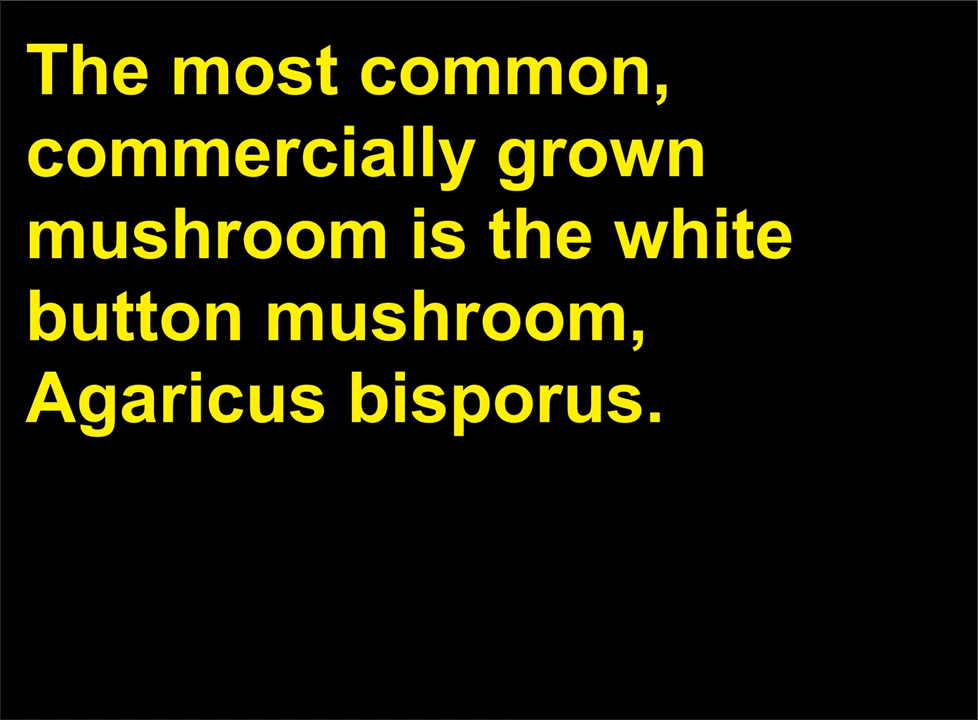 The most common,
commercially grown
mushroom is the white
button mushroom,
Agaricus bisporus.